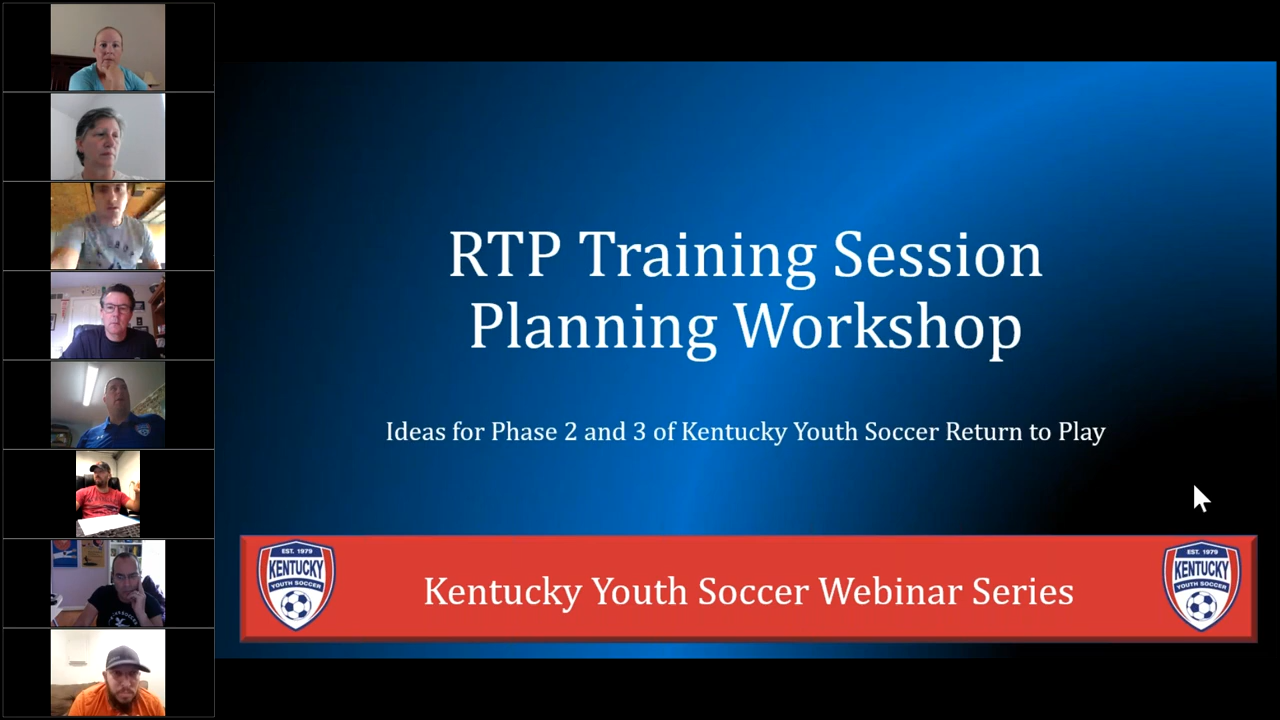 RTP Training Session
Planning Workshop
Ideas for Phase 2 and 3 of Kentucky Youth Soccer Return to Play
EST. 1979
KENTUCKY
YOUTH SOCCER
Kentucky Youth Soccer Webinar Series
EST. 1979
KENTUCKY
YOUTH SOCCER